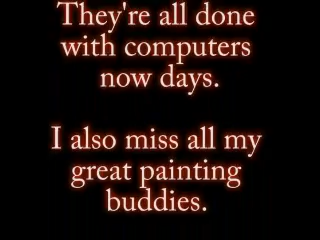 They're all done
with computers
now days.
I also miss all my
great painting
buddies.